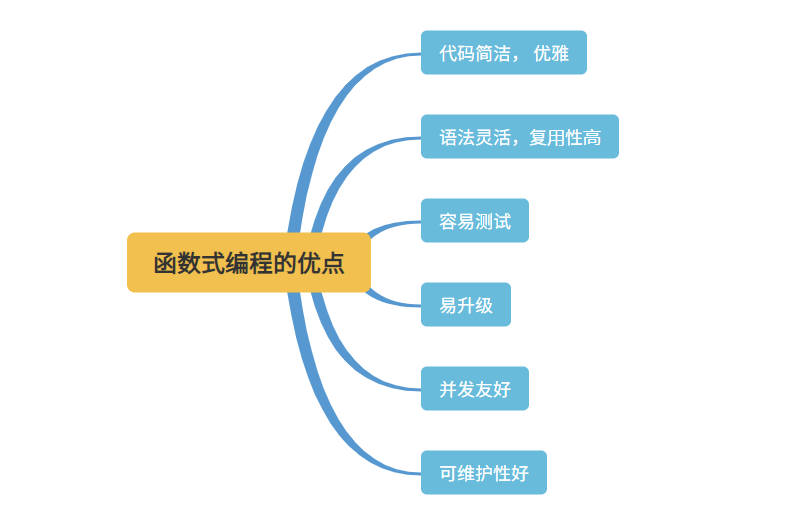 代码简洁， 优雅
语法灵活，复用性高
容易测试
函数式编程的优点
易升级
并发友好
可维护性好